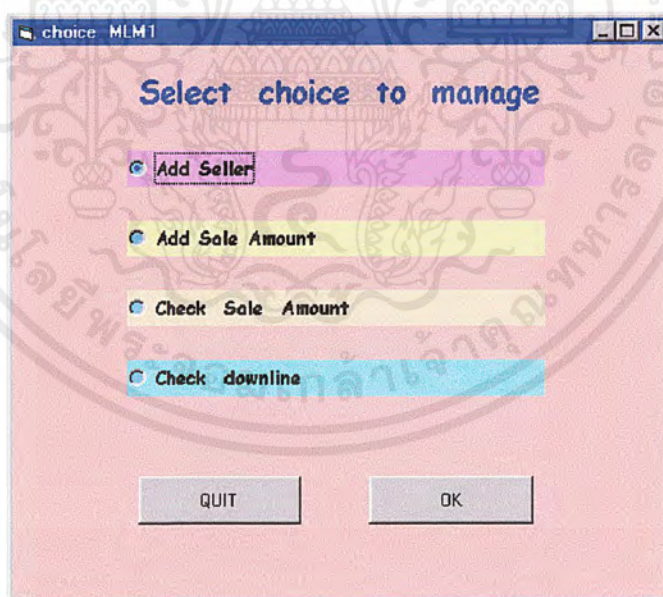 choice MLM1
Select choice to manage
Add Seller
Add Sale Amount
Check Sale Amount
Check downline
QUIT OK